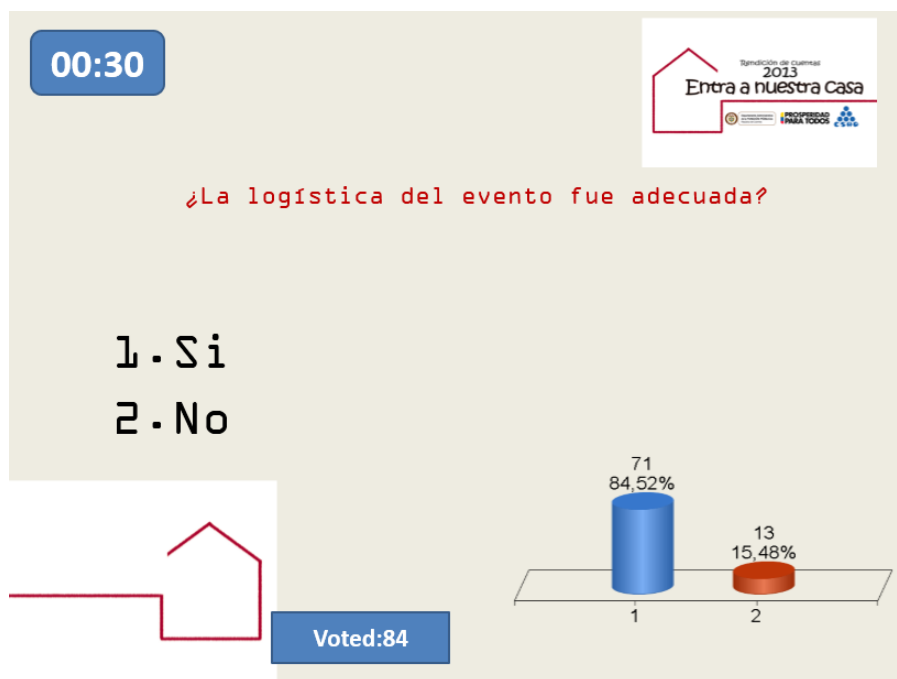 00:30
Rendición de cuentas
2013
Entra a nuestra casa
PROSPERIDAD
PARA TODOS
¿La logística del evento fue adecuada?
1.Si
2.No
71
84,52%
13
15,48%
1
2
Voted:84